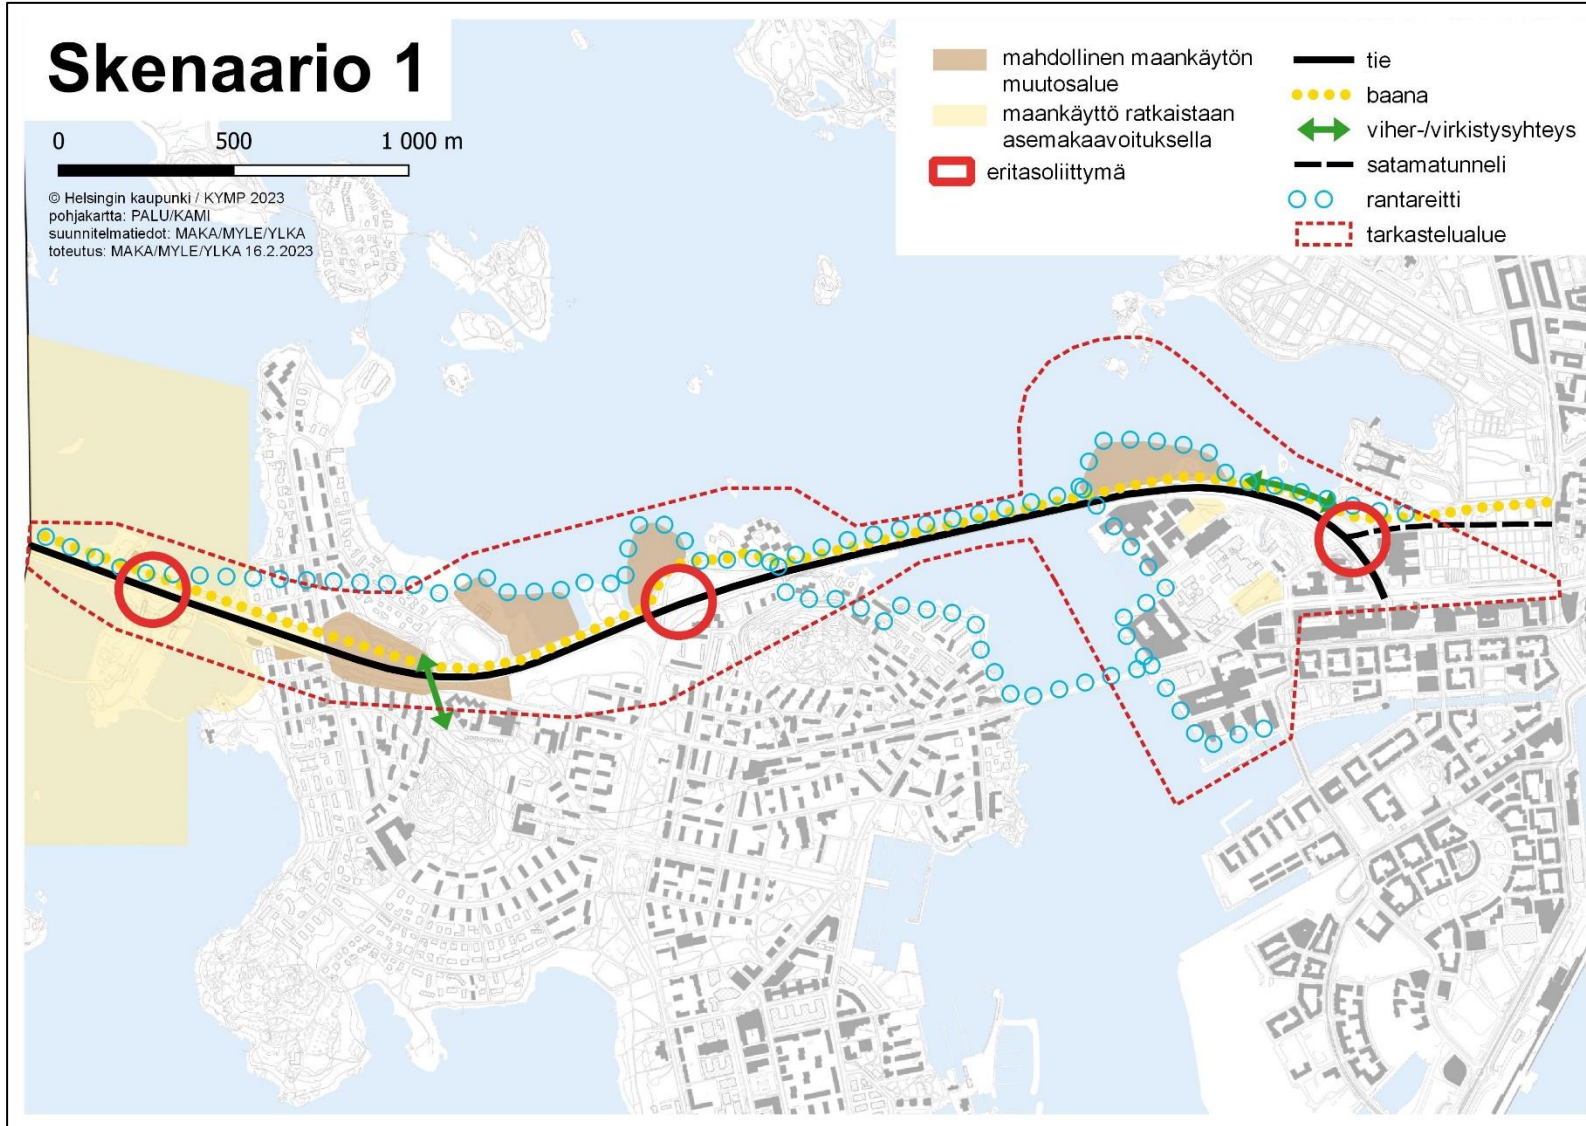 Skenaario 1
0 500 1 000 m
© Helsingin kaupunki / KYMP 2023
pohjakartta: PALU/KAMI
suunnitelmatiedot: MAKA/MYLE/YLKA
toteutus: MAKA/MYLE/YLKA 16.2.2023
mahdollinen maankäytön
muutosalue
maankäyttö ratkaistaan
asemakaavoituksella
eritasoliittymä
tie
baana
viher-/virkistysyhteys
satamatunneli
rantareitti
tarkastelualue